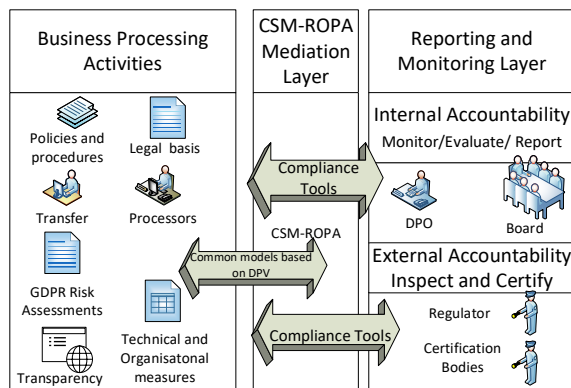 Business Processing
Activities
Policies and
procedures
Legal basis
Transfer
Processors
GDPR Risk
Assessments
Transparency
Technical and
Organisatonal
measures
CSM-ROPA
Mediation
Layer
Compliance
Tools
CSM-ROPA
Common models based
on DPV
Compliance Tools
Reporting and
Monitoring Layer
Internal Accountability
Monitor/Evaluate/ Report
DPO
Board
External Accountability
Inspect and Certify
Regulator
Certification
Bodies